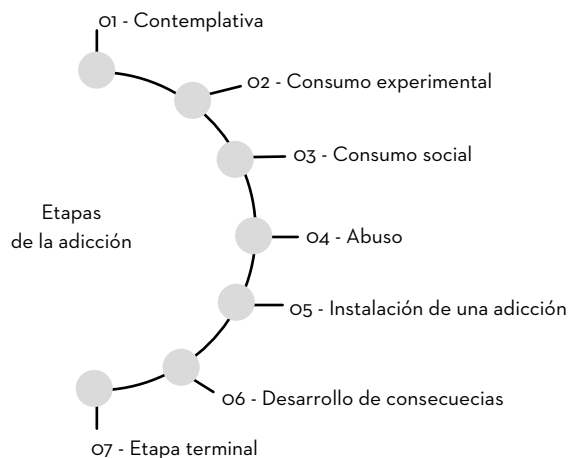 01 - Contemplativa
02 - Consumo experimental
03 - Consumo social
Etapas
de la adicción
04 - Abuso
05 - Instalación de una adicción
06 - Desarrollo de consecuecias
07 - Etapa terminal